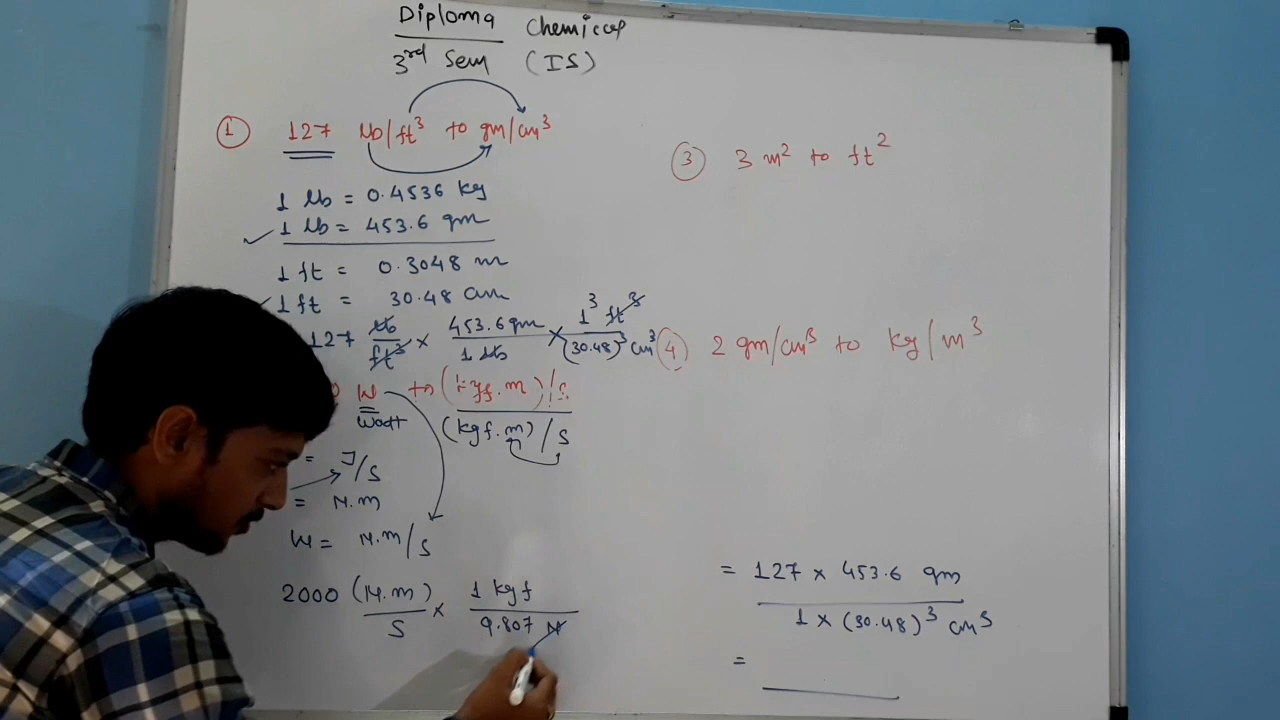 Diploma Chemical
3rd Sem (IS)
① 127 lb/ft³ to gm/cm³
1 lb = 0.4536 kg
1 lb = 453.6 gm
1 ft = 0.3048 m
1 ft = 30.48 cm
127 lb/ft³ × 453.6 gm/1 lb × 1³ ft³/(30.48)³ cm³
W to (kgf.m)/s
Watt (kgf.m)/s
= J/s
= N.m
W = N.m/s
2000 (N.m)/s × 1 kgf/9.807 N
③ 3 m² to ft²
④ 2 gm/cm³ to kg/m³
= 127 × 453.6 gm
1 × (30.48)³ cm³
=